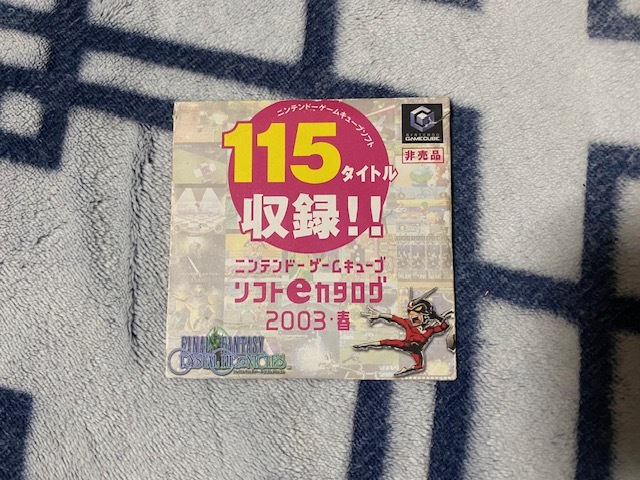 ニンテンドーゲームキューブソフト
115タイトル
収録!!
NINTENDO
GAMECUBE
非売品
ニンテンドーゲームキューブ
ソフトeカタログ
2003・春
FINAL FANTASY
CRYSTAL CHRONICLES